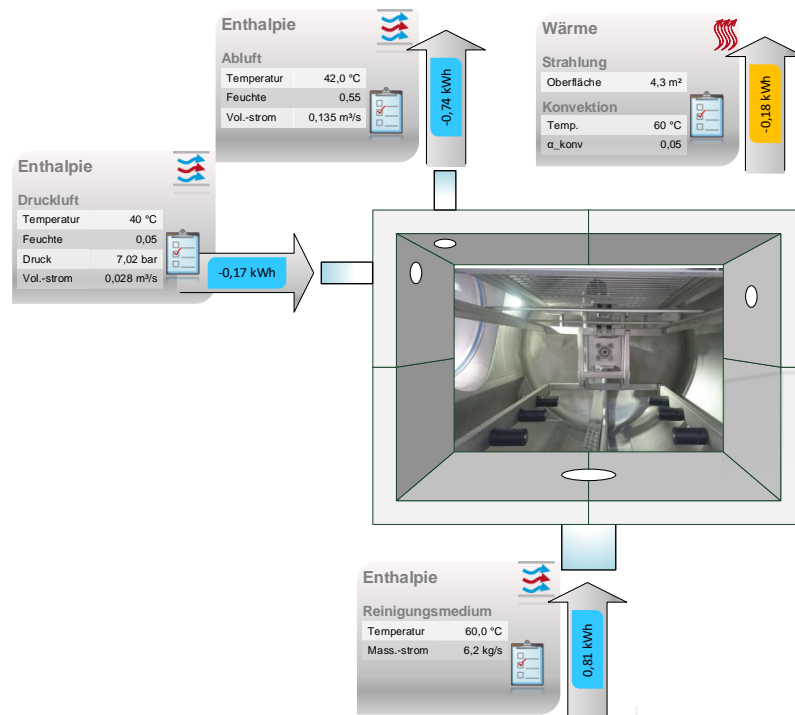 Enthalpie
Abluft
Temperatur 42,0 °C
Feuchte 0,55
Vol.-strom 0,135 m³/s
-0,74 kWh
Wärme
Strahlung
Oberfläche 4,3 m²
Konvektion
Temp. 60 °C
α_konv 0,05
-0,18 kWh
Enthalpie
Druckluft
Temperatur 40 °C
Feuchte 0,05
Druck 7,02 bar
Vol.-strom 0,028 m³/s
-0,17 kWh
Enthalpie
Reinigungsmedium
Temperatur 60,0 °C
Mass.-strom 6,2 kg/s
0,81 kWh